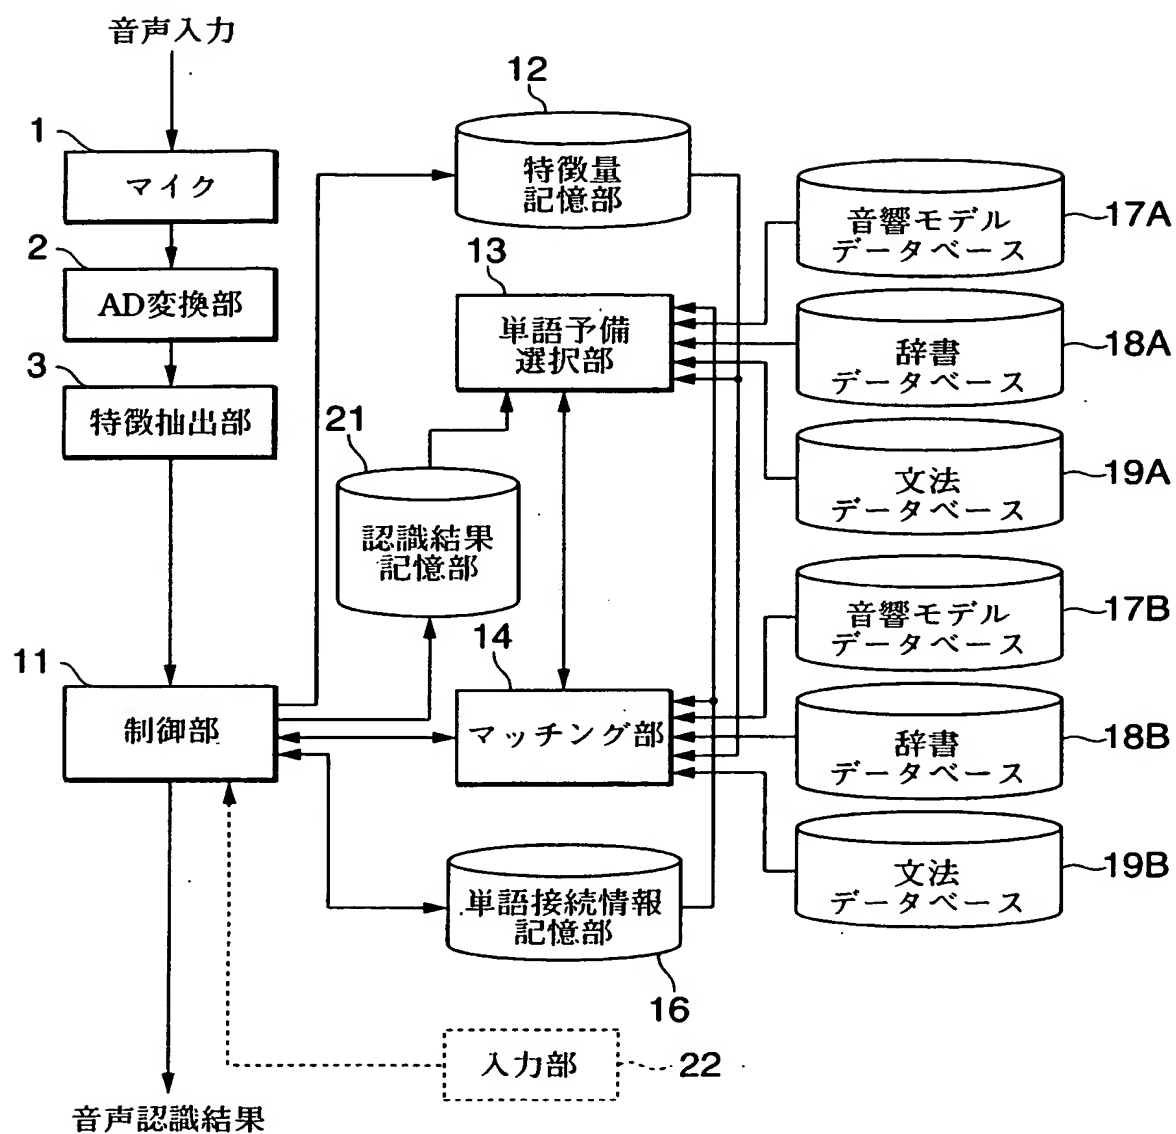 音声入力
1
マイク
2
AD変換部
3
特徴抽出部
11
制御部
音声認識結果
12
特徴量
記憶部
13
単語予備
選択部
21
認識結果
記憶部
14
マッチング部
単語接続情報
記憶部
16
入力部
22
音響モデル
データベース
17A
辞書
データベース
18A
文法
データベース
19A
音響モデル
データベース
17B
辞書
データベース
18B
文法
データベース
19B